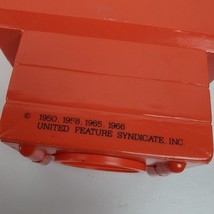 © 1950, 1958, 1965, 1966
UNITED FEATURE SYNDICATE, INC.